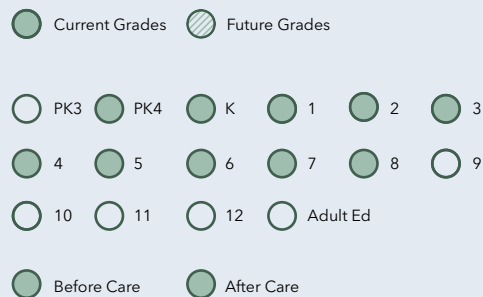 Current Grades Future Grades
PK3 PK4 K 1 2 3
4 5 6 7 8 9
10 11 12 Adult Ed
Before Care After Care